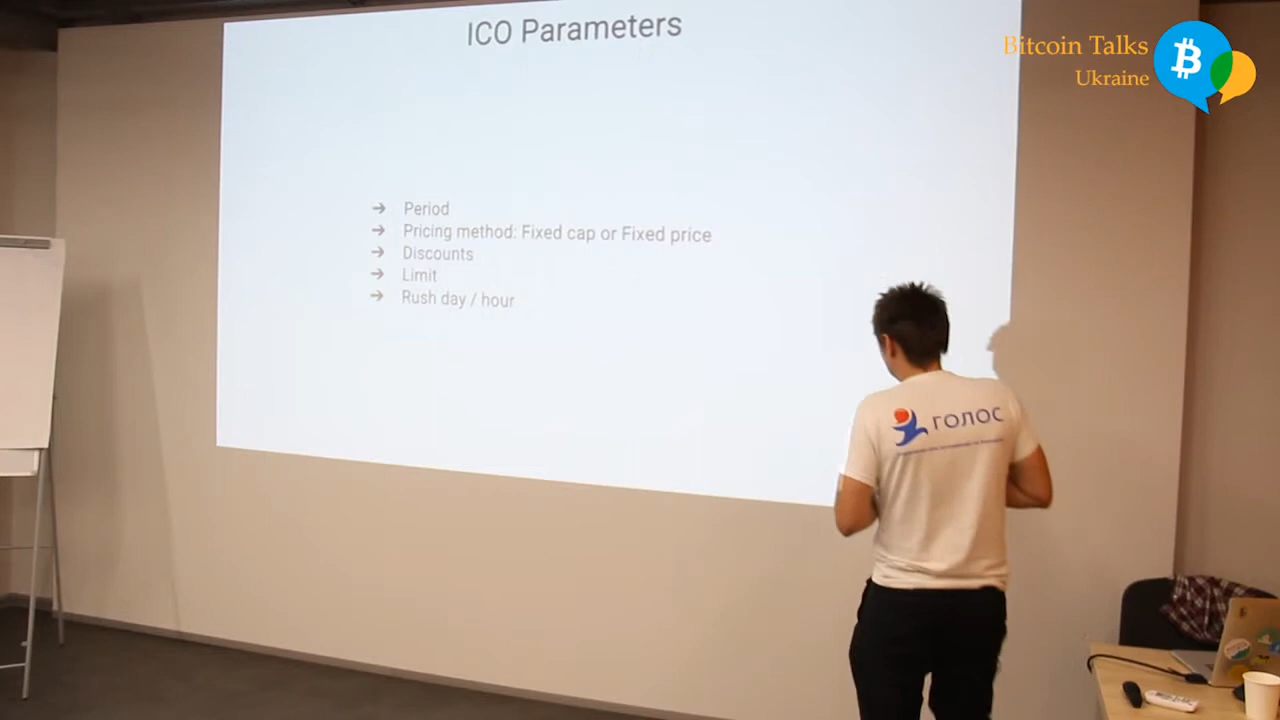 ICO Parameters
Bitcoin Talks
Ukraine
→ Period
→ Pricing method: Fixed cap or Fixed price
→ Discounts
→ Limit
→ Rush day / hour
ГОЛОС